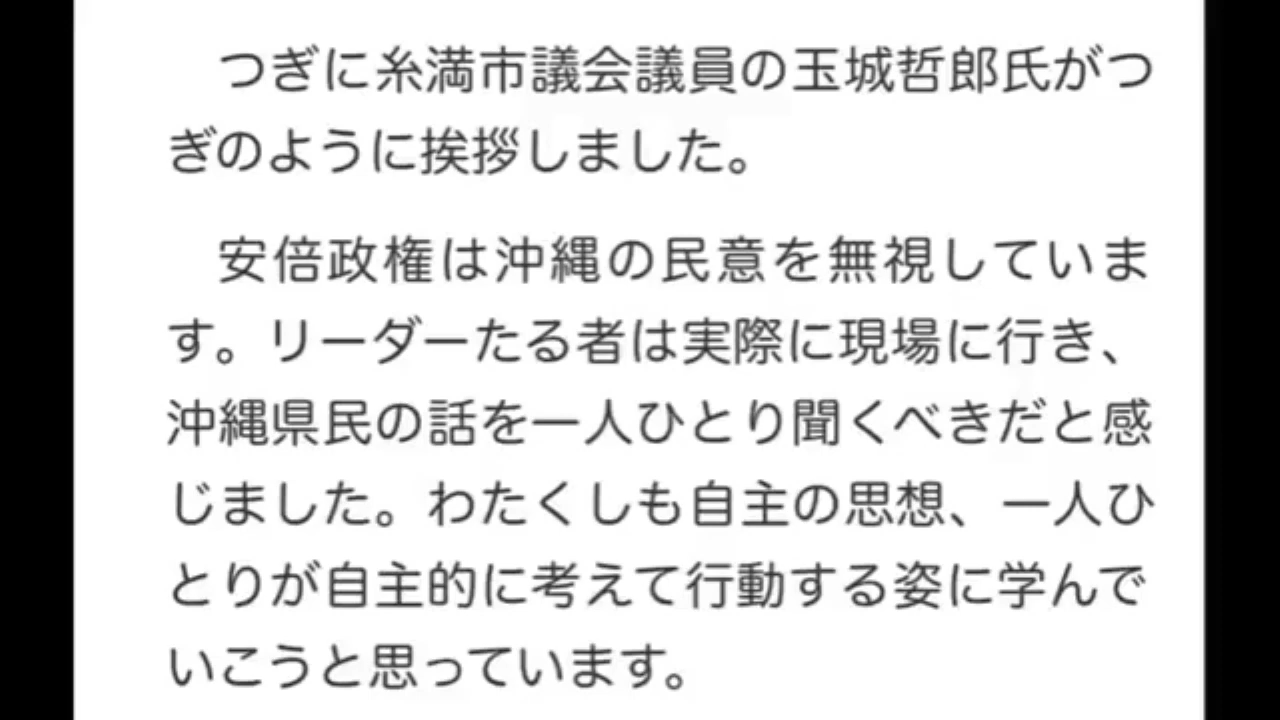 つぎに糸満市議会議員の玉城哲郎氏がつ
ぎのように挨拶しました。
安倍政権は沖縄の民意を無視していま
す。リーダーたる者は実際に現場に行き、
沖縄県民の話を一人ひとり聞くべきだと感
じました。わたくしも自主の思想、一人ひ
とりが自主的に考えて行動する姿に学んで
いこうと思っています。